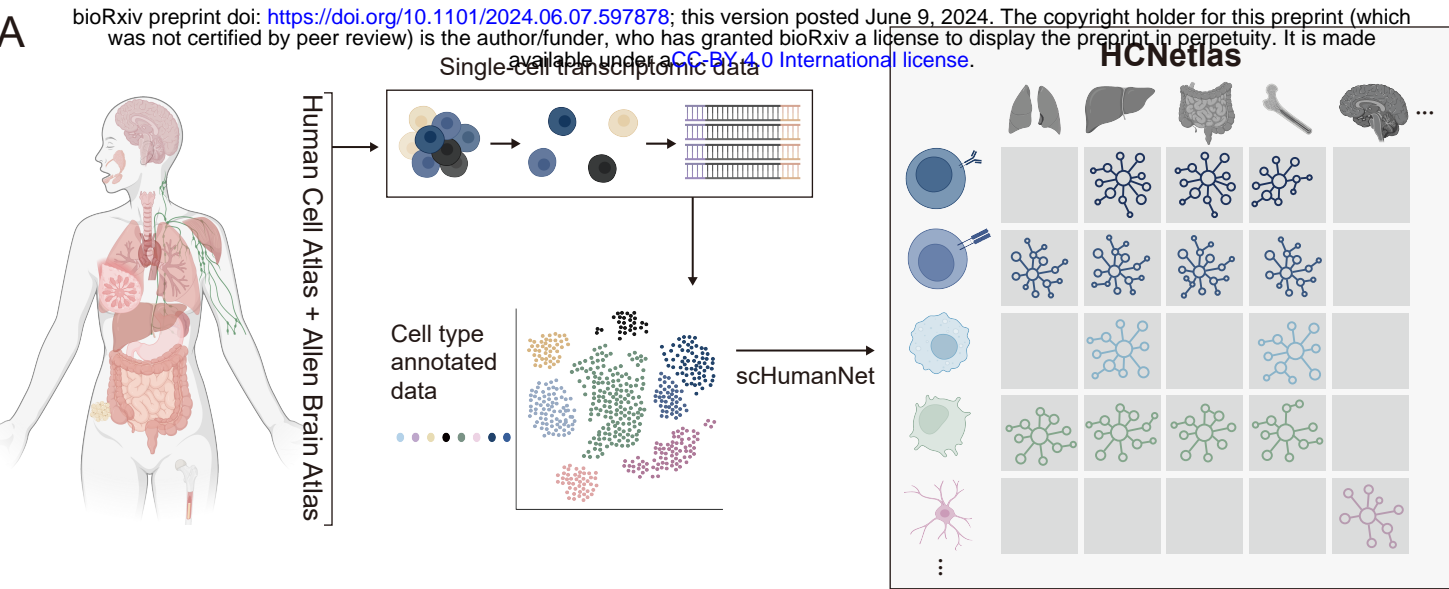 bioRxiv preprint doi: https://doi.org/10.1101/2024.06.07.597878; this version posted June 9, 2024. The copyright holder for this preprint (which
was not certified by peer review) is the author/funder, who has granted bioRxiv a license to display the preprint in perpetuity. It is made
available under aCC-BY 4.0 International license.
A
Single-cell transcriptomic data
HCNetlas
...
Human Cell Atlas + Allen Brain Atlas
Cell type
annotated
data
scHumanNet
...